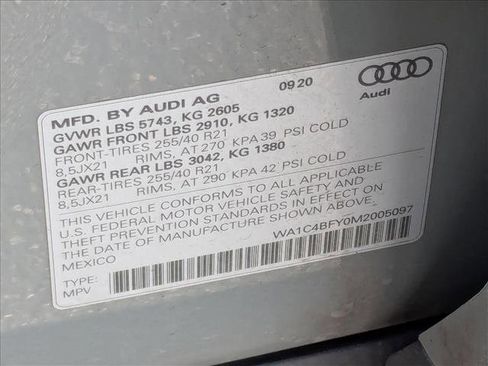 09/20
Audi
MFD. BY AUDI AG
GVWR LBS 5743, KG 2605
GAWR FRONT LBS 2910, KG 1320
FRONT-TIRES 255/40 R21
8,5JX21 RIMS, AT 270 KPA 39 PSI COLD
GAWR REAR LBS 3042, KG 1380
REAR-TIRES 255/40 R21
8,5JX21 RIMS, AT 290 KPA 42 PSI COLD
THIS VEHICLE CONFORMS TO ALL APPLICABLE
U.S. FEDERAL MOTOR VEHICLE SAFETY AND
THEFT PREVENTION STANDARDS IN EFFECT ON
THE DATE OF MANUFACTURE SHOWN ABOVE.
MEXICO WA1C4BFY0M2005097
TYPE:
MPV